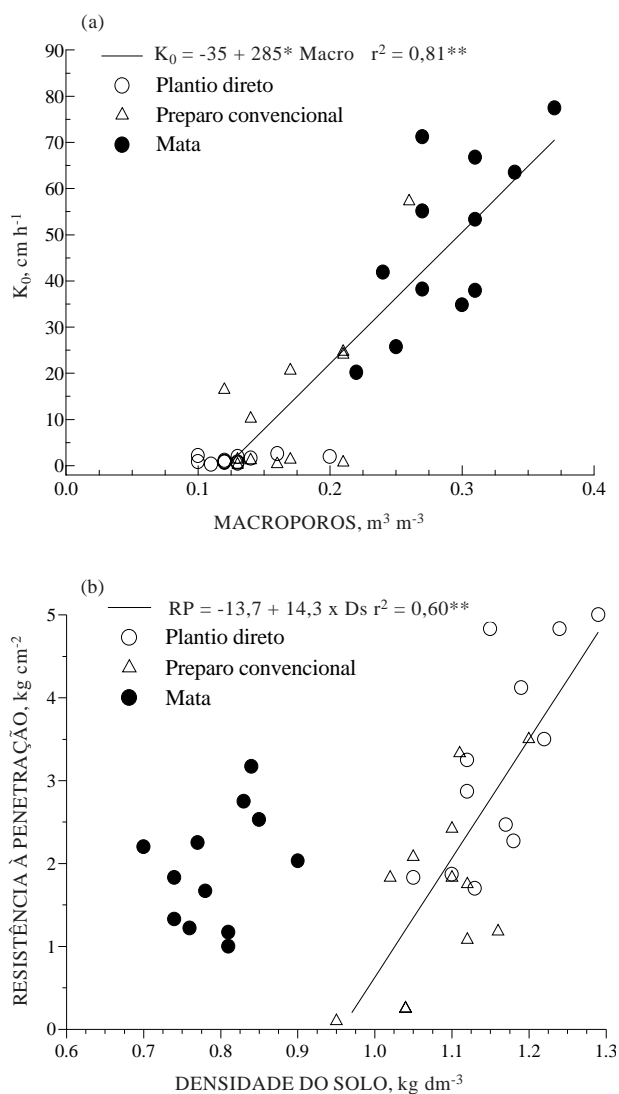 (a)
K₀ = -35 + 285* Macro r² = 0,81**
Plantio direto
Preparo convencional
Mata
90
80
70
60
50
40
30
20
10
0
K₀, cm h⁻¹
0.0 0.1 0.2 0.3 0.4
MACROPOROS, m³ m⁻³
(b)
RP = -13,7 + 14,3 x Ds r² = 0,60**
Plantio direto
Preparo convencional
Mata
5
4
3
2
1
0
RESISTÊNCIA À PENETRAÇÃO, kg cm⁻²
0.6 0.7 0.8 0.9 1.0 1.1 1.2 1.3
DENSIDADE DO SOLO, kg dm⁻³